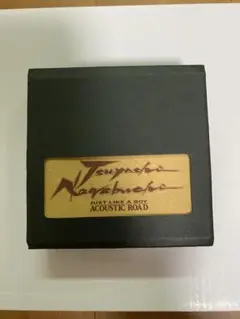 Tsuyoshi
Nagabuchi
JUST LIKE A BOY
ACOUSTIC ROAD